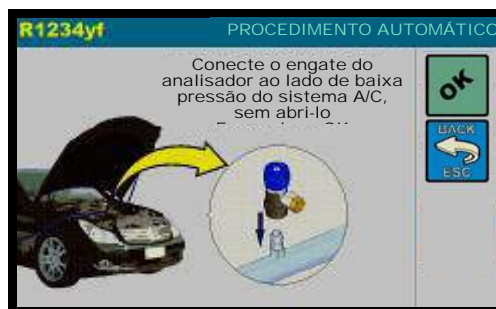 R1234yf
PROCEDIMENTO AUTOMÁTICO
Conecte o engate do
analisador ao lado de baixa
pressão do sistema A/C,
sem abri-lo
OK
BACK
ESC